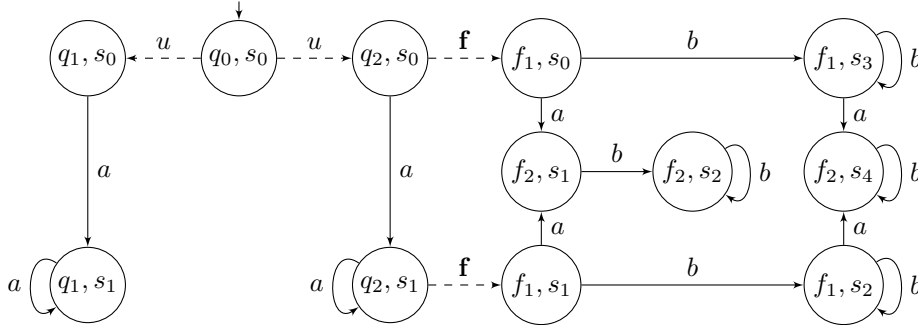 q₁, s₀ u q₀, s₀ u q₂, s₀ f f₁, s₀ b f₁, s₃ b
a a a a
f₂, s₁ b f₂, s₂ b f₂, s₄ b
a a
a q₁, s₁ a q₂, s₁ f f₁, s₁ b f₁, s₂ b